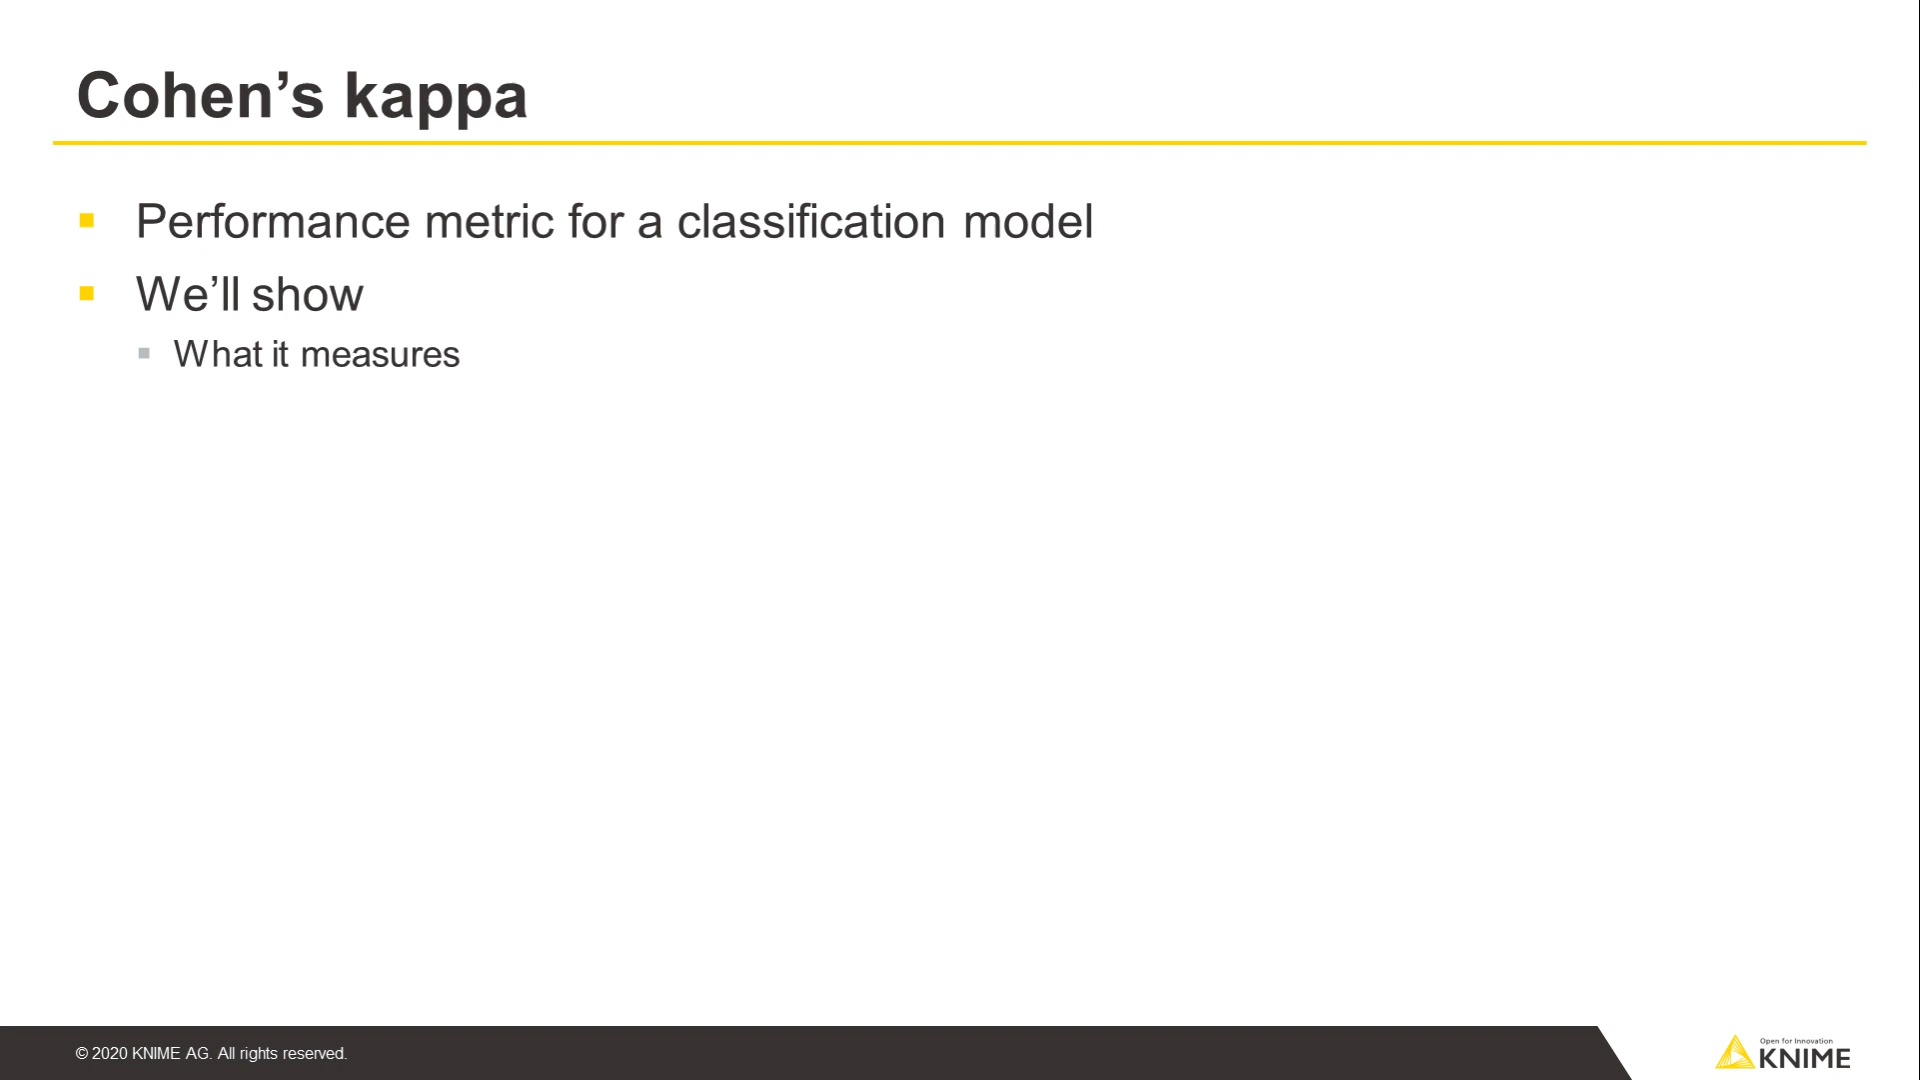 Cohen’s kappa
Performance metric for a classification model
We’ll show
What it measures
© 2020 KNIME AG. All rights reserved.
Open for Innovation
KNIME